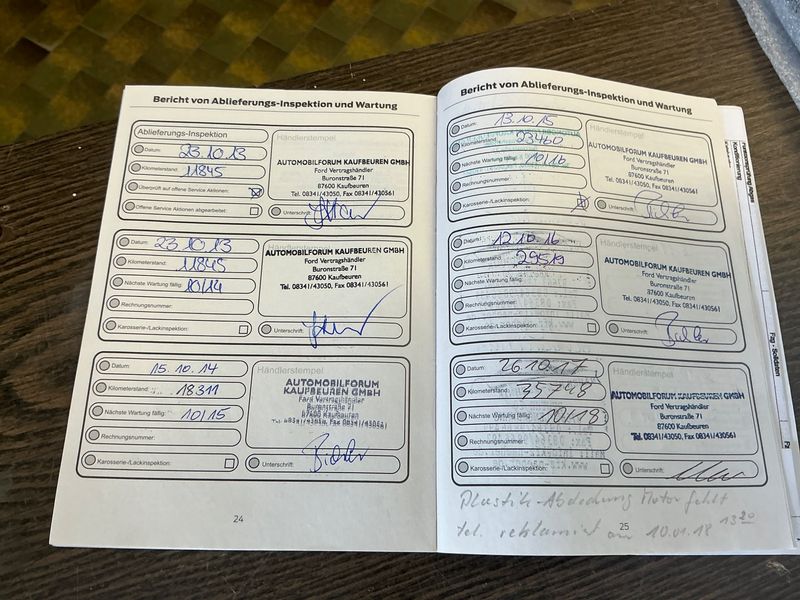 Bericht von Ablieferungs-Inspektion und Wartung
Ablieferungs-Inspektion
Händlerstempel
Datum: 23.10.13
Kilometerstand: 11845
Überprüft auf offene Service Aktionen:
Offene Service Aktionen abgearbeitet:
AUTOMOBILFORUM KAUFBEUREN GMBH
Ford Vertragshändler
Buronstraße 71
87600 Kaufbeuren
Tel. 08341/43050, Fax 08341/430561
Unterschrift:
Datum: 23.10.13
Kilometerstand: 11845
Nächste Wartung fällig: 10/14
Rechnungsnummer:
Karosserie-/Lackinspektion:
Händlerstempel
AUTOMOBILFORUM KAUFBEUREN GMBH
Ford Vertragshändler
Buronstraße 71
87600 Kaufbeuren
Tel. 08341/43050, Fax 08341/430561
Unterschrift:
Datum: 15.10.14
Kilometerstand: 18311
Nächste Wartung fällig: 10/15
Rechnungsnummer:
Karosserie-/Lackinspektion:
Händlerstempel
AUTOMOBILFORUM
KAUFBEUREN GMBH
Ford Vertragshändler
Buronstraße 71
87600 Kaufbeuren
Tel. 08341/43050, Fax 08341/430561
Unterschrift:
24
Bericht von Ablieferungs-Inspektion und Wartung
Datum: 13.10.15
Kilometerstand: 23460
Nächste Wartung fällig: 10/16
Rechnungsnummer:
Karosserie-/Lackinspektion:
Händlerstempel
AUTOMOBILFORUM KAUFBEUREN GMBH
Ford Vertragshändler
Buronstraße 71
87600 Kaufbeuren
Tel. 08341/43050, Fax 08341/430561
Unterschrift:
Datum: 12.10.16
Kilometerstand: 29519
Nächste Wartung fällig:
Rechnungsnummer:
Karosserie-/Lackinspektion:
Händlerstempel
AUTOMOBILFORUM KAUFBEUREN GMBH
Ford Vertragshändler
Buronstraße 71
87600 Kaufbeuren
Tel. 08341/43050, Fax 08341/430561
Unterschrift:
Datum: 26.10.17
Kilometerstand: 35748
Nächste Wartung fällig: 10/18
Rechnungsnummer:
Karosserie-/Lackinspektion:
Händlerstempel
AUTOMOBILFORUM KAUFBEUREN GMBH
Ford Vertragshändler
Buronstraße 71
87600 Kaufbeuren
Tel. 08341/43050, Fax 08341/430561
Unterschrift:
Plastik-Abdeckung Motor fehlt
tel. reklamiert am 10.01.18 13 20
25